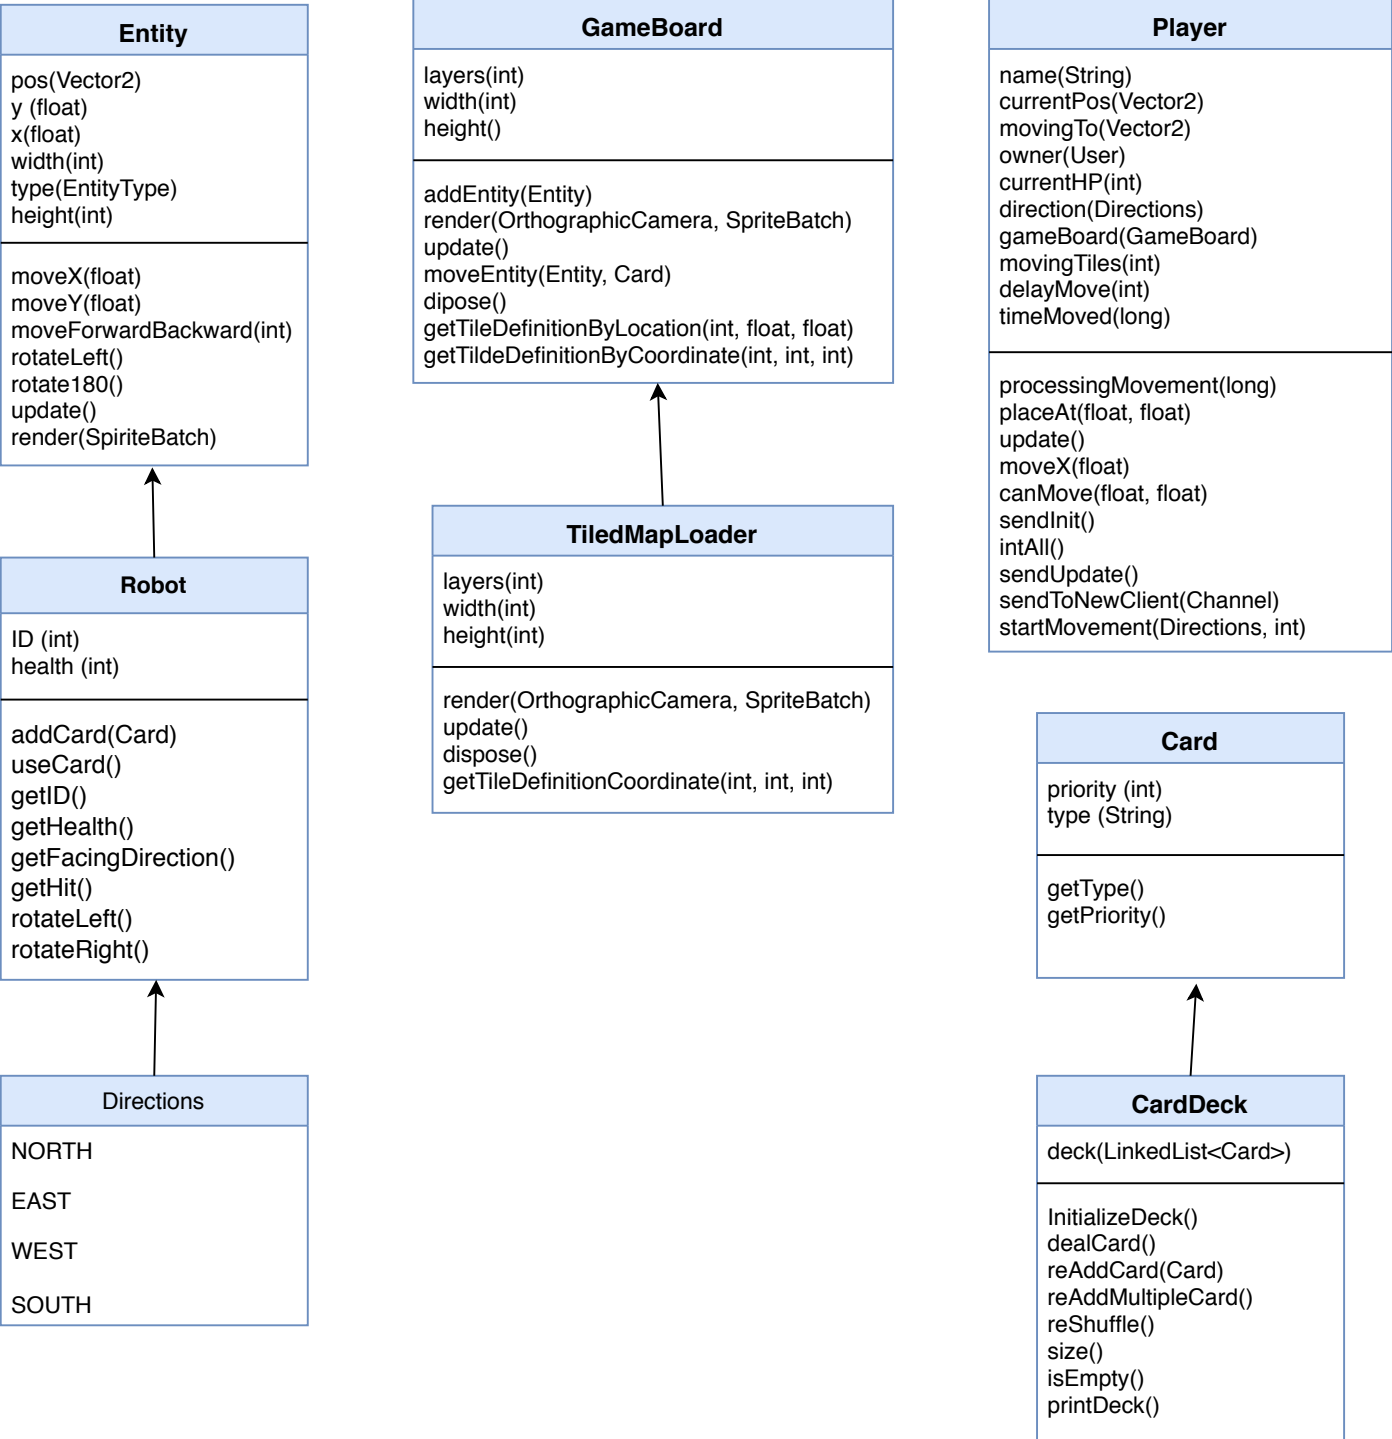 Entity
pos(Vector2)
y (float)
x(float)
width(int)
type(EntityType)
height(int)
moveX(float)
moveY(float)
moveForwardBackward(int)
rotateLeft()
rotate180()
update()
render(SpiriteBatch)
Robot
ID (int)
health (int)
addCard(Card)
useCard()
getID()
getHealth()
getFacingDirection()
getHit()
rotateLeft()
rotateRight()
Directions
NORTH
EAST
WEST
SOUTH
GameBoard
layers(int)
width(int)
height()
addEntity(Entity)
render(OrthographicCamera, SpriteBatch)
update()
moveEntity(Entity, Card)
dipose()
getTileDefinitionByLocation(int, float, float)
getTildeDefinitionByCoordinate(int, int, int)
TiledMapLoader
layers(int)
width(int)
height(int)
render(OrthographicCamera, SpriteBatch)
update()
dispose()
getTileDefinitionCoordinate(int, int, int)
Player
name(String)
currentPos(Vector2)
movingTo(Vector2)
owner(User)
currentHP(int)
direction(Directions)
gameBoard(GameBoard)
movingTiles(int)
delayMove(int)
timeMoved(long)
processingMovement(long)
placeAt(float, float)
update()
moveX(float)
canMove(float, float)
sendInit()
intAll()
sendUpdate()
sendToNewClient(Channel)
startMovement(Directions, int)
Card
priority (int)
type (String)
getType()
getPriority()
CardDeck
deck(LinkedList<Card>)
InitializeDeck()
dealCard()
reAddCard(Card)
reAddMultipleCard()
reShuffle()
size()
isEmpty()
printDeck()